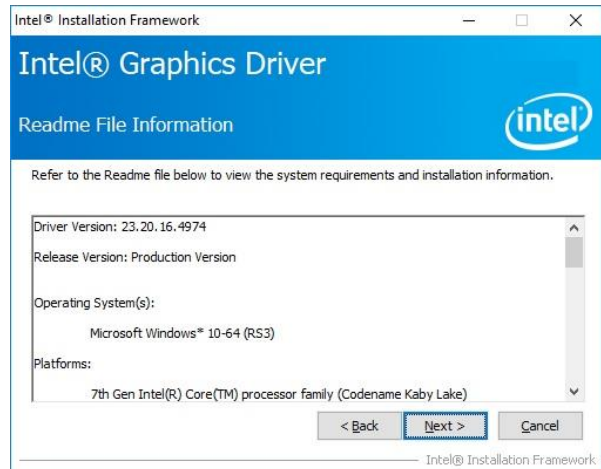 Intel® Installation Framework
Intel® Graphics Driver
Readme File Information
intel
Refer to the Readme file below to view the system requirements and installation information.
Driver Version: 23.20.16.4974
Release Version: Production Version
Operating System(s):
Microsoft Windows* 10-64 (RS3)
Platforms:
7th Gen Intel(R) Core(TM) processor family (Codename Kaby Lake)
< Back
Next >
Cancel
Intel® Installation Framework